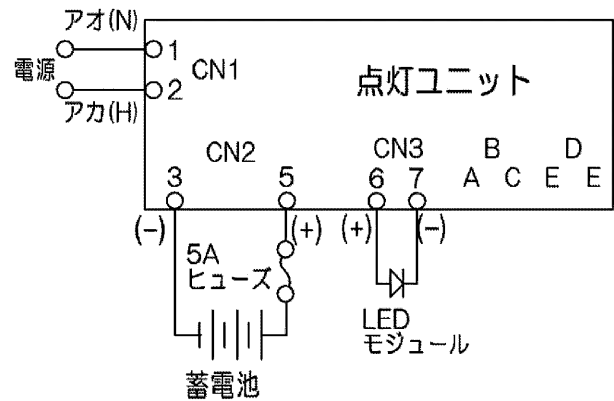 アオ(N)
電源
1
CN1
2
アカ(H)
点灯ユニット
CN2
CN3
B D
A C E E
3 5 6 7
(-) (+) (+) (-)
5A
ヒューズ
LED
モジュール
蓄電池